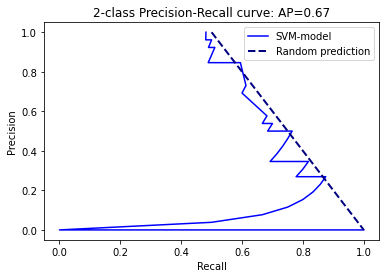 2-class Precision-Recall curve: AP=0.67
SVM-model
Random prediction
1.0
0.8
0.6
0.4
0.2
0.0
Precision
0.0 0.2 0.4 0.6 0.8 1.0
Recall